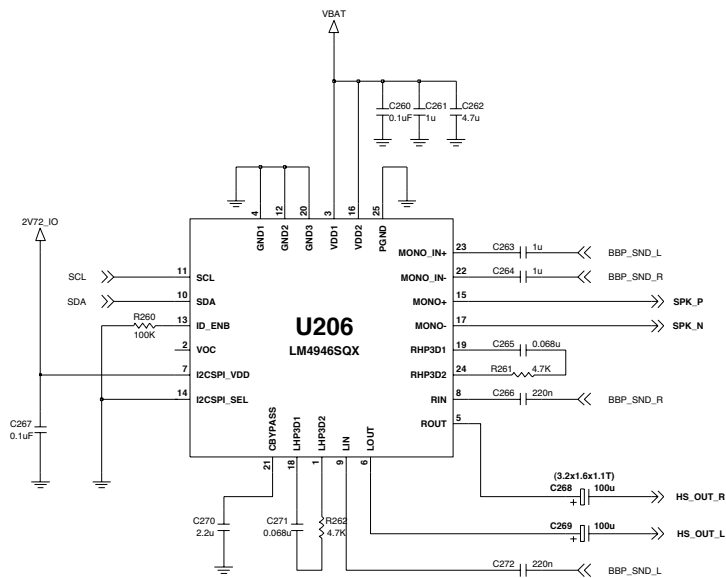 VBAT
C260
0.1uF
C261
1u
C262
4.7u
4
12
20
3
16
25
GND1
GND2
GND3
VDD1
VDD2
PGND
2V72_IO
SCL
11
SCL
SDA
10
SDA
R260
100K
13
ID_ENB
2
VOC
7
I2CSPI_VDD
14
I2CSPI_SEL
C267
0.1uF
U206
LM4946SQX
MONO_IN+
23
C263
1u
BBP_SND_L
MONO_IN-
22
C264
1u
BBP_SND_R
MONO+
15
SPK_P
MONO-
17
SPK_N
RHP3D1
19
C265
0.068u
RHP3D2
24
R261
4.7K
RIN
8
C266
220n
BBP_SND_R
ROUT
5
CBYPASS
LHP3D1
LHP3D2
LIN
LOUT
21
18
1
9
6
(3.2x1.6x1.1T)
C268
100u
+
HS_OUT_R
C269
100u
+
HS_OUT_L
C270
2.2u
C271
0.068u
R262
4.7K
C272
220n
BBP_SND_L